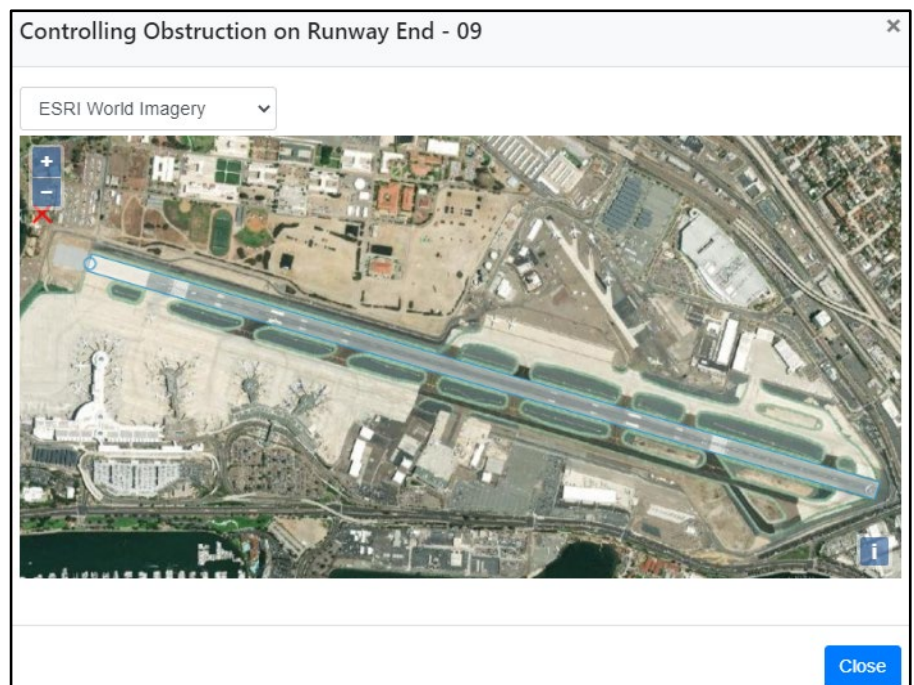 Controlling Obstruction on Runway End - 09
×
ESRI World Imagery
+
−
i
Close